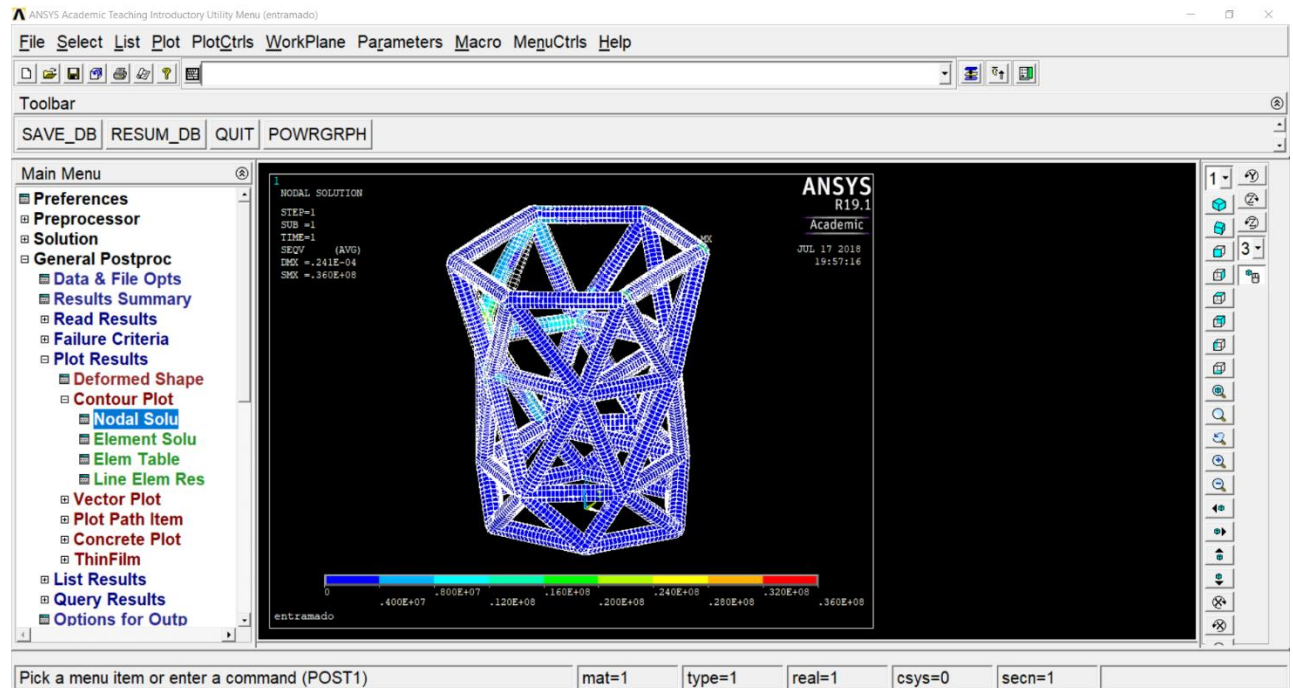 ANSYS Academic Teaching Introductory Utility Menu (entramado)
File Select List Plot PlotCtrls WorkPlane Parameters Macro MenuCtrls Help
Toolbar
SAVE_DB RESUM_DB QUIT POWRGRPH
Main Menu
Preferences
Preprocessor
Solution
General Postproc
Data & File Opts
Results Summary
Read Results
Failure Criteria
Plot Results
Deformed Shape
Contour Plot
Nodal Solu
Element Solu
Elem Table
Line Elem Res
Vector Plot
Plot Path Item
Concrete Plot
ThinFilm
List Results
Query Results
Options for Outp
1
NODAL SOLUTION
STEP=1
SUB =1
TIME=1
SEQV (AVG)
DMX =.241E-04
SMX =.360E+08
ANSYS
R19.1
Academic
JUL 17 2018
19:57:16
MX
0 .800E+07 .160E+08 .240E+08 .320E+08
.400E+07 .120E+08 .200E+08 .280E+08 .360E+08
entramado
1
3
Pick a menu item or enter a command (POST1) mat=1 type=1 real=1 csys=0 secn=1